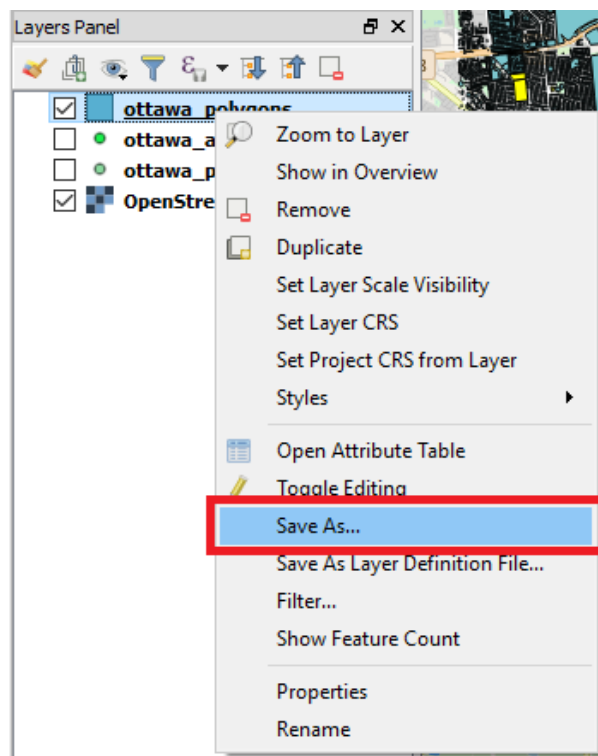 Layers Panel
ottawa_polygons
ottawa_a
ottawa_p
OpenStre
Zoom to Layer
Show in Overview
Remove
Duplicate
Set Layer Scale Visibility
Set Layer CRS
Set Project CRS from Layer
Styles
Open Attribute Table
Toggle Editing
Save As...
Save As Layer Definition File...
Filter...
Show Feature Count
Properties
Rename